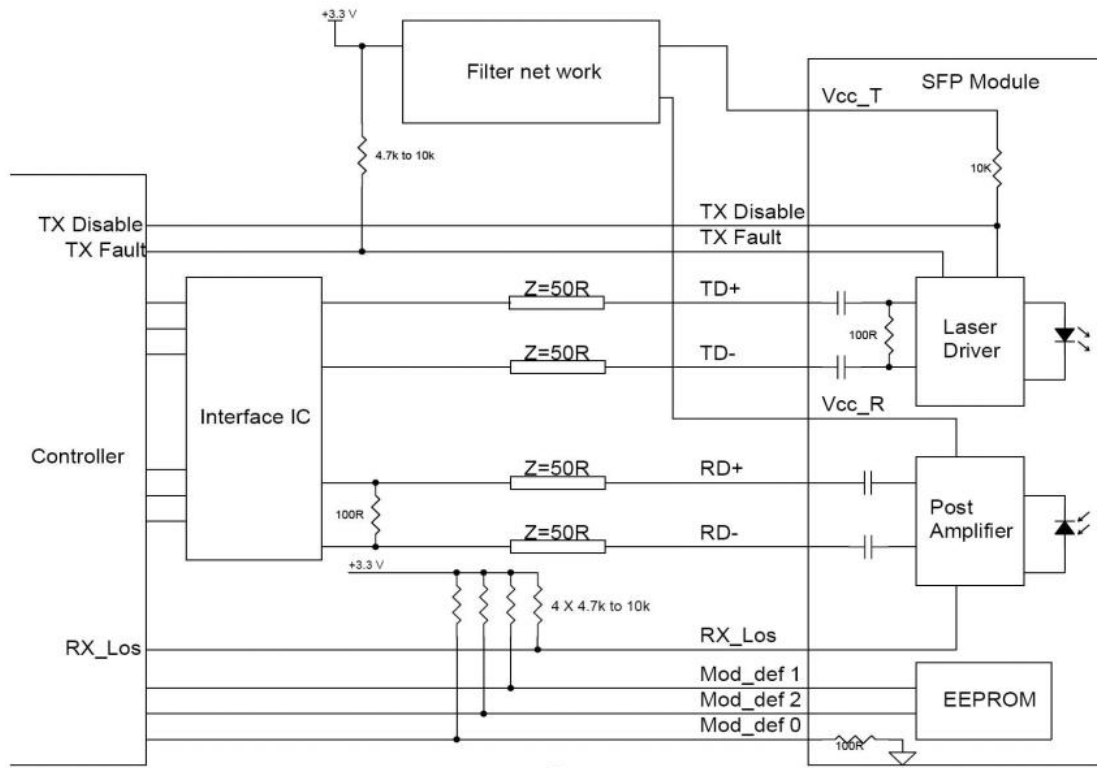 +3.3 V
Filter net work
SFP Module
Vcc_T
4.7k to 10k
10K
TX Disable
TX Disable
TX Fault
TX Fault
Z=50R
TD+
100R
Laser
Driver
Z=50R
TD-
Vcc_R
Interface IC
Controller
Z=50R
RD+
100R
Post
Amplifier
Z=50R
RD-
+3.3 V
4 X 4.7k to 10k
RX_Los
RX_Los
Mod_def 1
Mod_def 2
EEPROM
Mod_def 0
100R